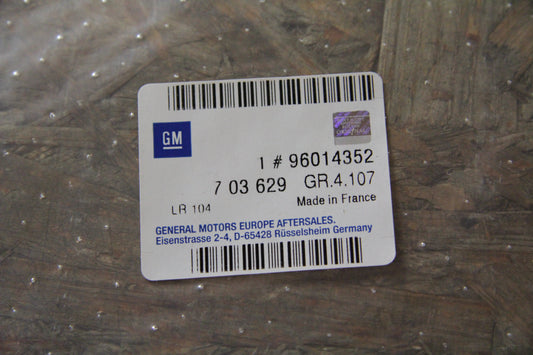 GM
1 # 96014352
7 03 629 GR.4.107
LR 104 Made in France
GENERAL MOTORS EUROPE AFTERSALES.
Eisenstrasse 2-4, D-65428 Rüsselsheim Germany